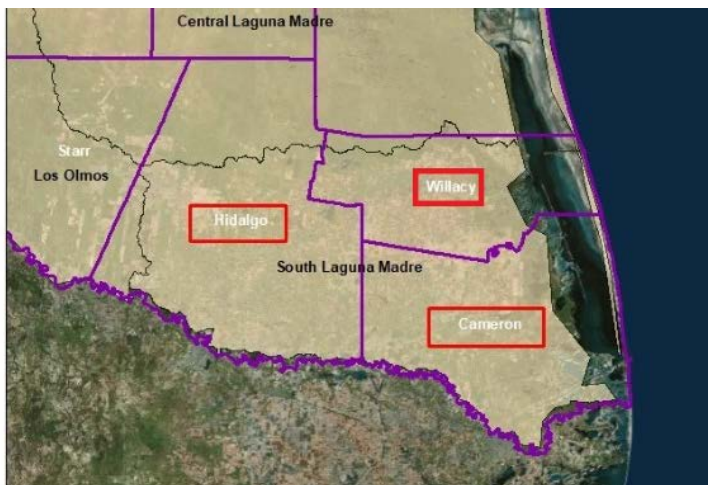 Central Laguna Madre
Starr
Los Olmos
Willacy
Hidalgo
South Laguna Madre
Cameron